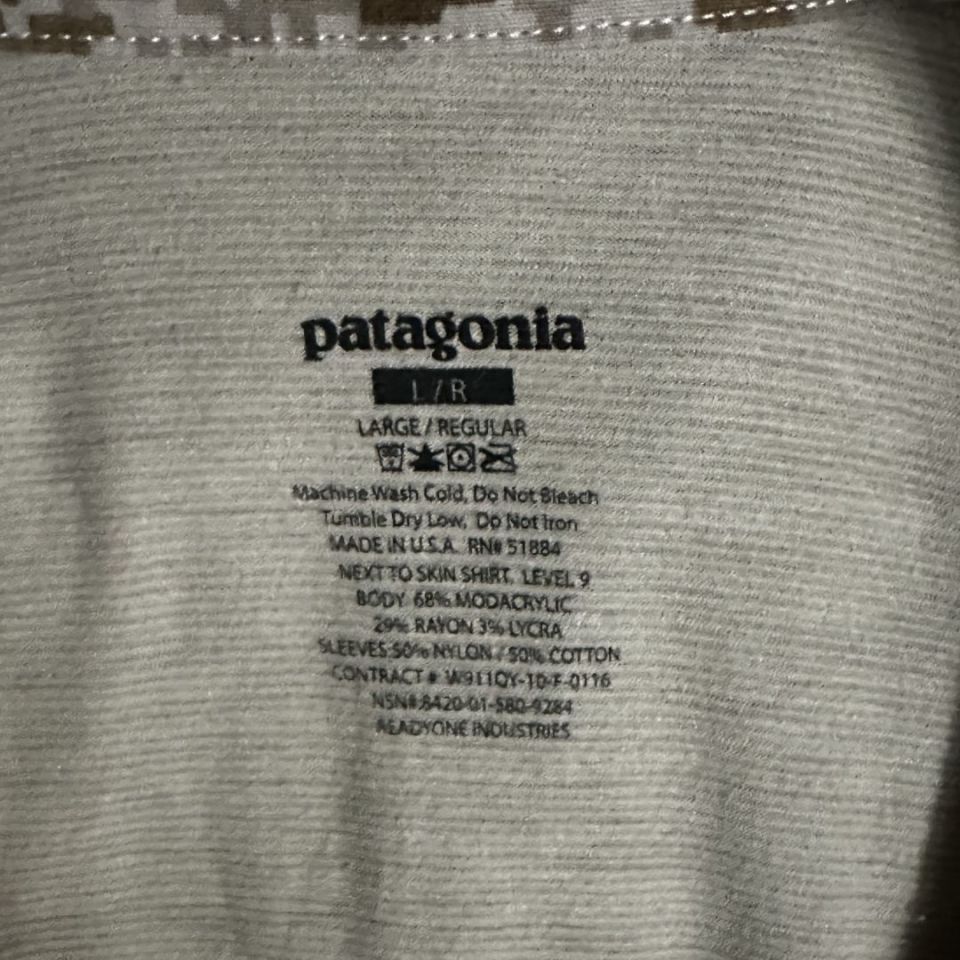 patagonia
L/R
LARGE / REGULAR
Machine Wash Cold, Do Not Bleach
Tumble Dry Low, Do Not Iron
MADE IN U.S.A. RN# 51884
NEXT TO SKIN SHIRT, LEVEL 9
BODY 68% MODACRYLIC
29% RAYON 3% LYCRA
SLEEVES 50% NYLON / 50% COTTON
CONTRACT # W911QY-10-F-0116
NSN# 8420-01-580-9284
READYONE INDUSTRIES